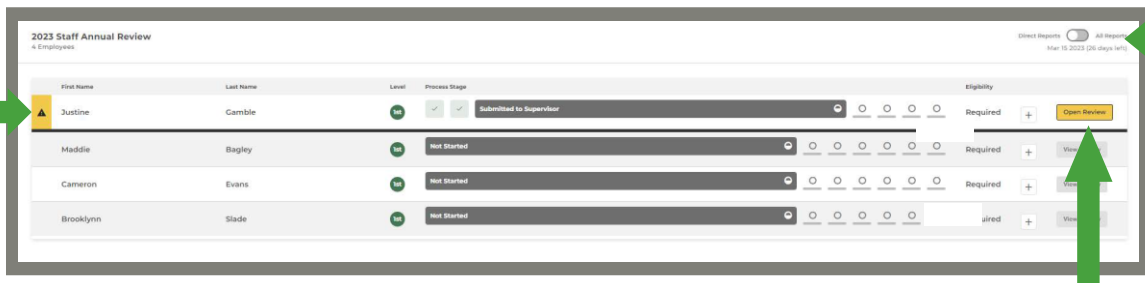 2023 Staff Annual Review
4 Employees
Direct Reports All Reports
Mar 15 2023 (26 days left)
First Name Last Name Level Process Stage Eligibility
Justine Gamble 1st Submitted to Supervisor Required + Open Review
Maddie Bagley 1st Not Started Required +
Cameron Evans 1st Not Started Required +
Brooklynn Slade 1st Not Started +